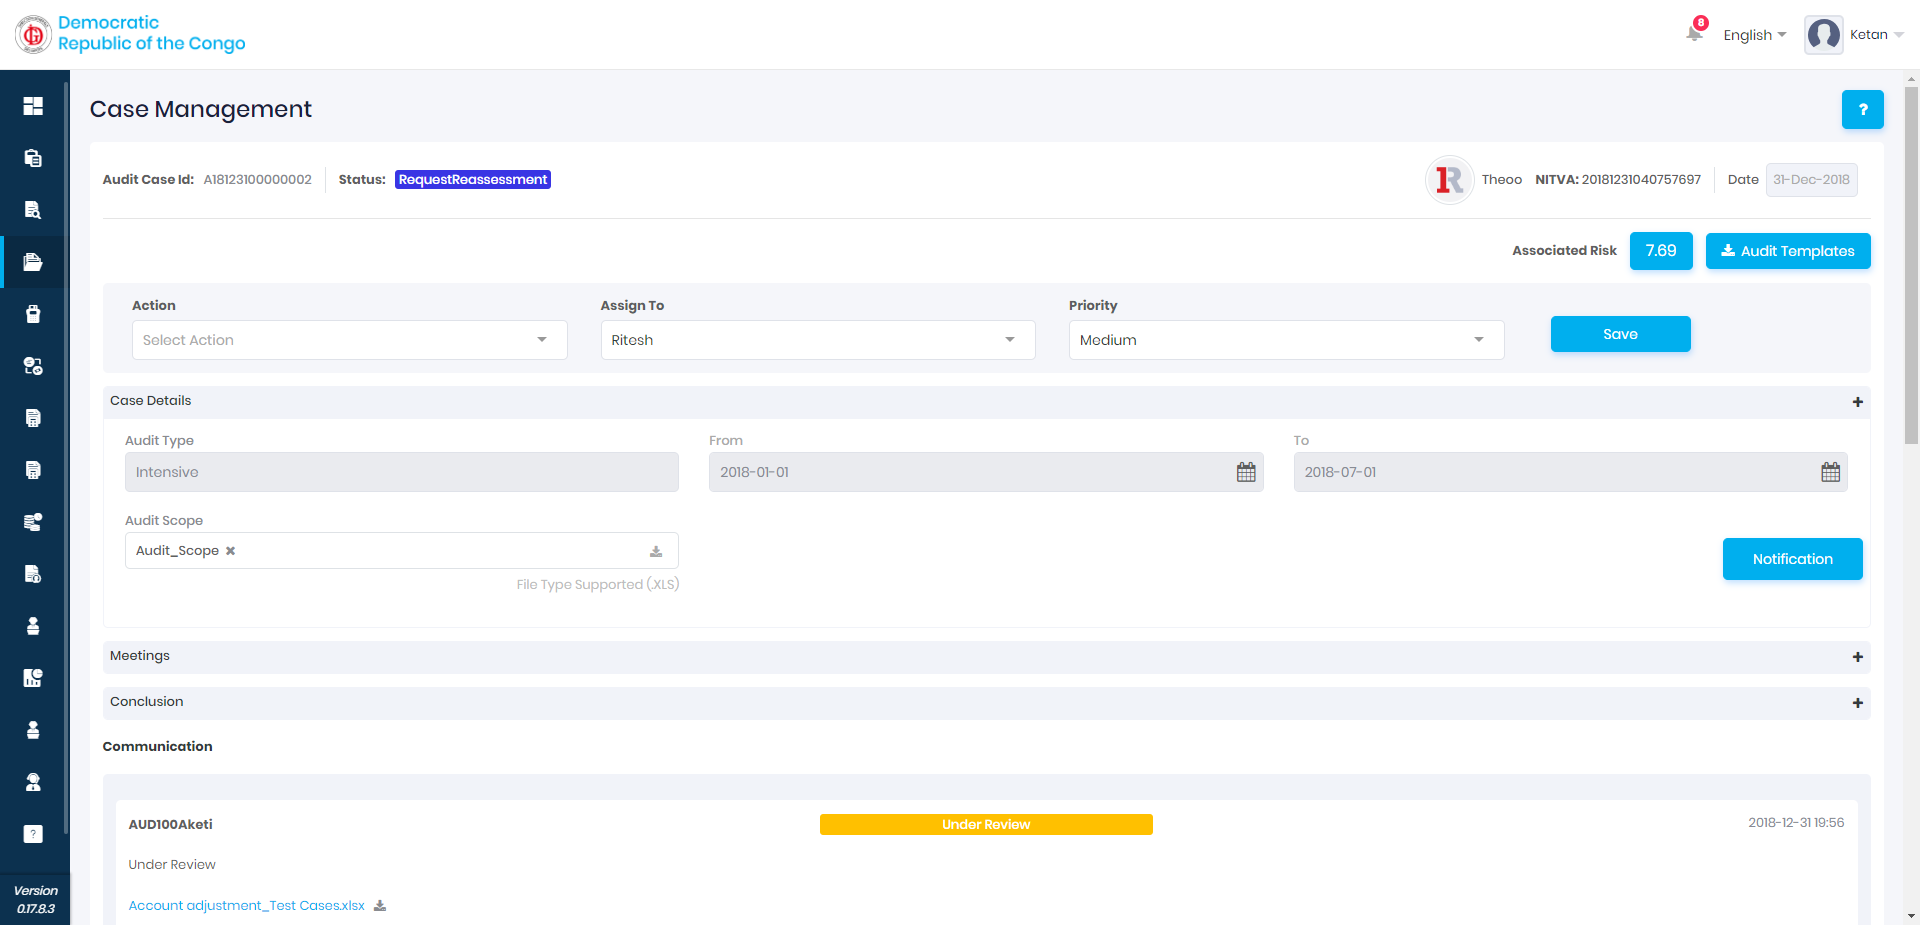 Democratic
Republic of the Congo
8
English
Ketan
Case Management
?
Audit Case Id: A18123100000002
Status: RequestReassessment
1R
Theoo
NITVA: 20181231040757697
Date 31-Dec-2018
Associated Risk 7.69
Audit Templates
Action
Assign To
Priority
Select Action
Ritesh
Medium
Save
Case Details
Audit Type
From
To
Intensive
2018-01-01
2018-07-01
Audit Scope
Audit_Scope
File Type Supported (.XLS)
Notification
Meetings
Conclusion
Communication
AUD100Aketi
Under Review
2018-12-31 19:56
Under Review
Account adjustment_Test Cases.xlsx
?
Version
0.17.8.3